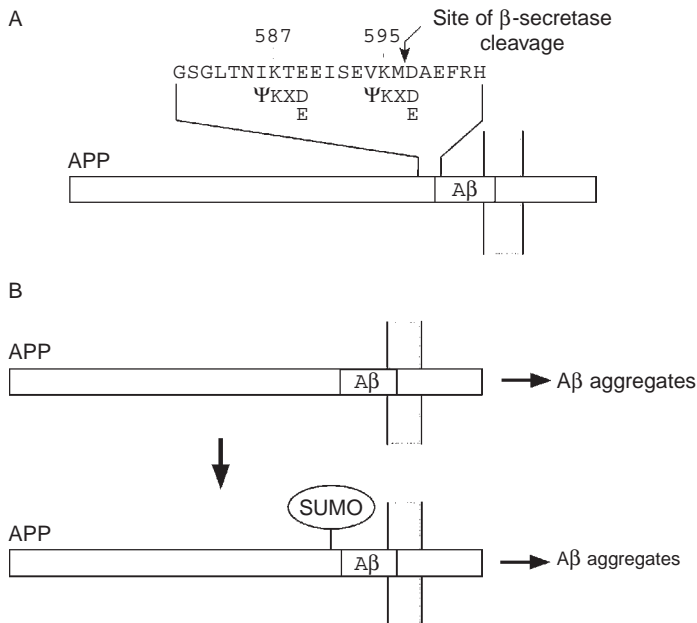 A
Site of β-secretase
cleavage
587
595
GSGLTNIKTEEISEVKMDAEFRH
ΨKXD
ΨKXD
E
E
APP
Aβ
B
APP
Aβ
Aβ aggregates
SUMO
APP
Aβ
Aβ aggregates